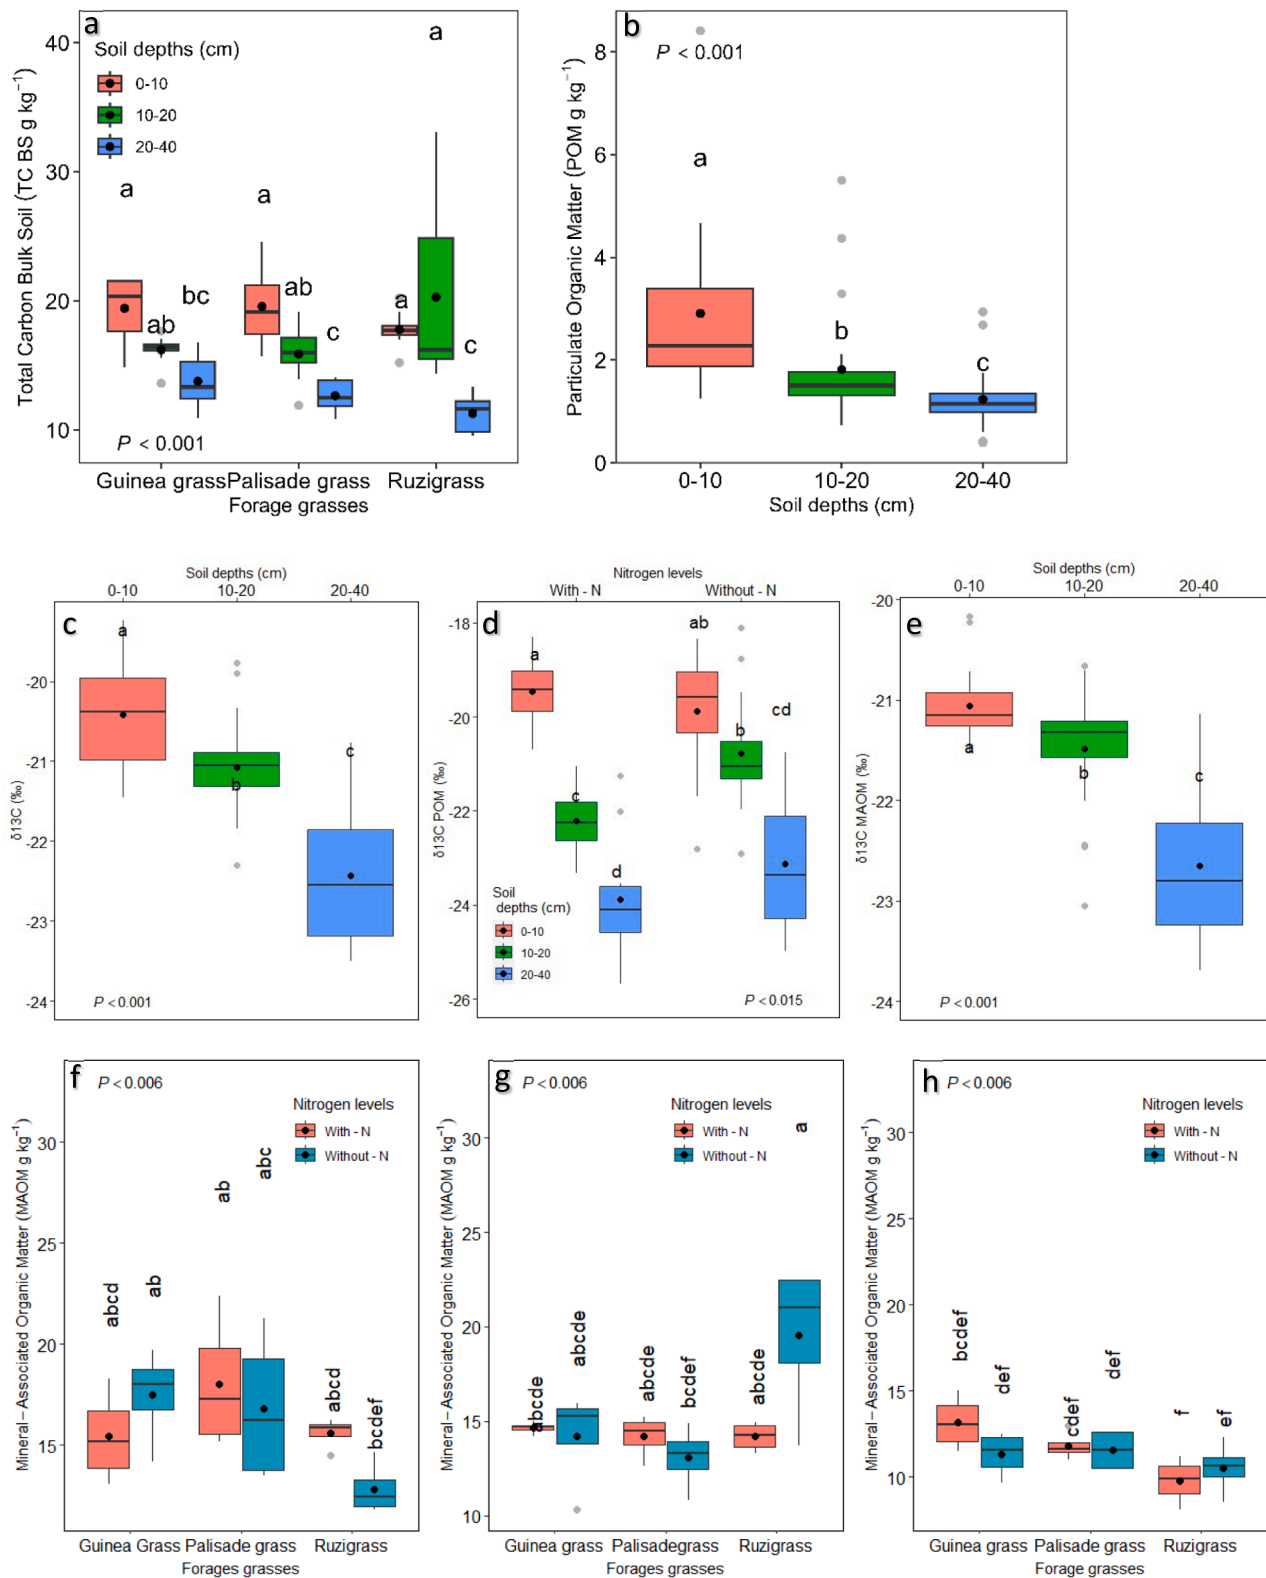 a
Soil depths (cm)
0-10
10-20
20-40
Total Carbon Bulk Soil (TC BS g kg⁻¹)
40
30
20
10
a
ab
bc
a
ab
c
a
a
c
P < 0.001
Guinea grass Palisade grass Ruzigrass
Forage grasses
b
P < 0.001
Particulate Organic Matter (POM g kg⁻¹)
8
6
4
2
0
a
b
c
0-10 10-20 20-40
Soil depths (cm)
Soil depths (cm)
0-10 10-20 20-40
c
δ13C (‰)
-20
-21
-22
-23
-24
a
b
c
P < 0.001
Nitrogen levels
With - N Without - N
d
δ13C POM (‰)
-18
-20
-22
-24
-26
a
c
d
ab
b
cd
Soil
depths (cm)
0-10
10-20
20-40
P < 0.015
Soil depths (cm)
0-10 10-20 20-40
e
δ13C MAOM (‰)
-20
-21
-22
-23
-24
a
b
c
P < 0.001
f
P < 0.006
Nitrogen levels
With - N
Without - N
Mineral – Associated Organic Matter (MAOM g kg⁻¹)
30
25
20
15
abcd
ab
ab
abc
abcd
bcdef
Guinea Grass Palisade grass Ruzigrass
Forages grasses
g
P < 0.006
Nitrogen levels
With - N
Without - N
Mineral – Associated Organic Matter (MAOM g kg⁻¹)
30
25
20
15
10
abcde
abcde
abcde
bcdef
abcde
a
Guinea grass Palisadegrass Ruzigrass
Forages grasses
h
P < 0.006
Nitrogen levels
With - N
Without - N
Mineral – Associated Organic Matter (MAOM g kg⁻¹)
30
25
20
15
10
bcdef
def
cdef
def
f
ef
Guinea grass Palisade grass Ruzigrass
Forage grasses